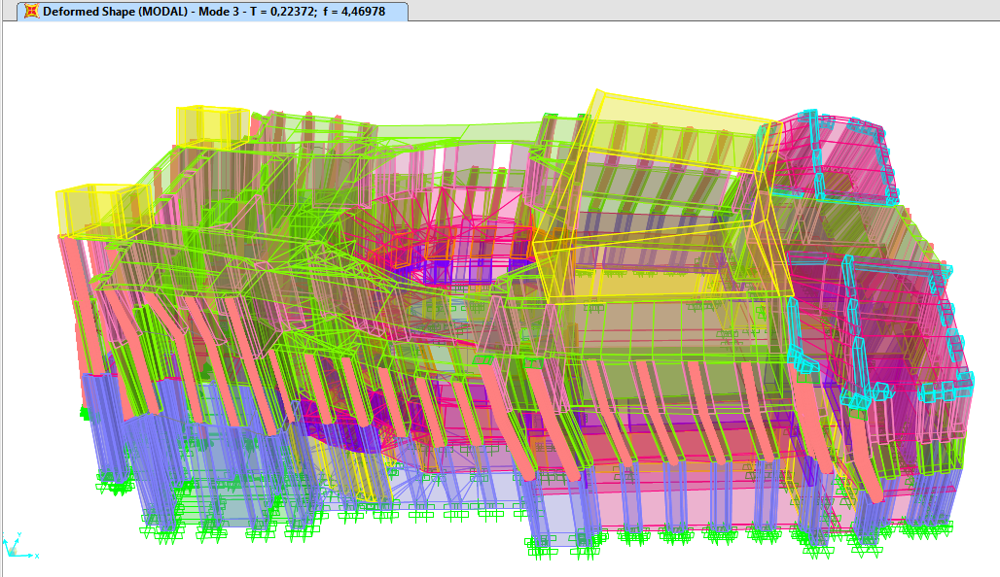 Deformed Shape (MODAL) - Mode 3 - T = 0,22372;  f = 4,46978
Y
X